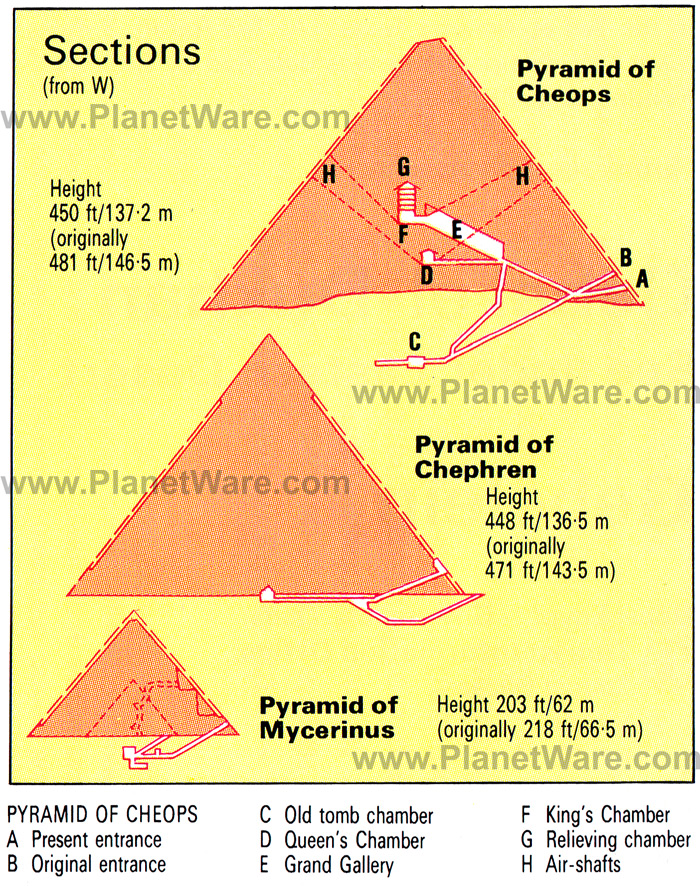 Sections
(from W)
Pyramid of
Cheops
www.PlanetWare.com
Height
450 ft/137·2 m
(originally
481 ft/146·5 m)
G
H
H
F
E
D
B
A
C
www.PlanetWare.com
Pyramid of
Chephren
www.PlanetWare.com
Height
448 ft/136·5 m
(originally
471 ft/143·5 m)
Pyramid of
Mycerinus
Height 203 ft/62 m
(originally 218 ft/66·5 m)
www.PlanetWare.com
PYRAMID OF CHEOPS
A Present entrance
B Original entrance
C Old tomb chamber
D Queen's Chamber
E Grand Gallery
F King's Chamber
G Relieving chamber
H Air-shafts